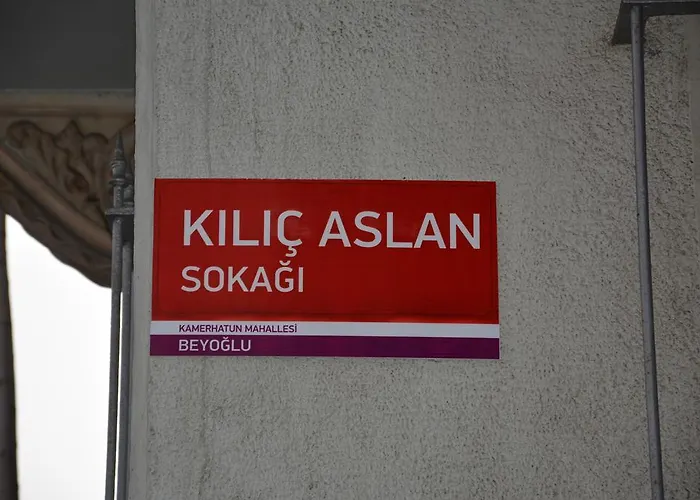 KILIÇ ASLAN
SOKAĞI
KAMERHATUN MAHALLESİ
BEYOĞLU